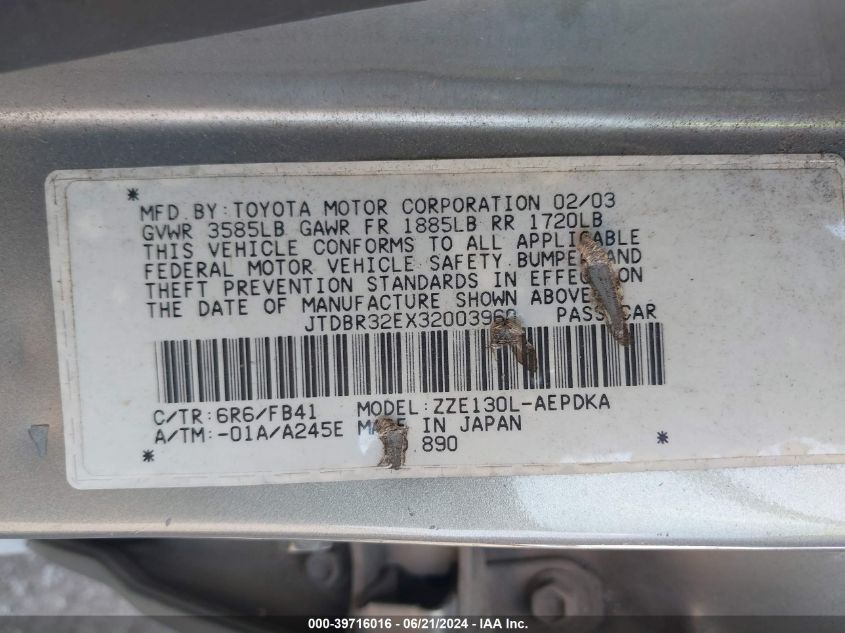 * MFD.BY:TOYOTA MOTOR CORPORATION 02/03
GVWR 3585LB GAWR FR 1885LB RR 1720LB
THIS VEHICLE CONFORMS TO ALL APPLICABLE
FEDERAL MOTOR VEHICLE SAFETY, BUMPER AND
THEFT PREVENTION STANDARDS IN EFFECT ON
THE DATE OF MANUFACTURE SHOWN ABOVE.
JTDBR32EX32003960 PASS.CAR
C/TR:6R6/FB41 MODEL:ZZE130L-AEPDKA
A/TM:-01A/A245E MADE IN JAPAN
* 890 *
000-39716016 - 06/21/2024 - IAA Inc.